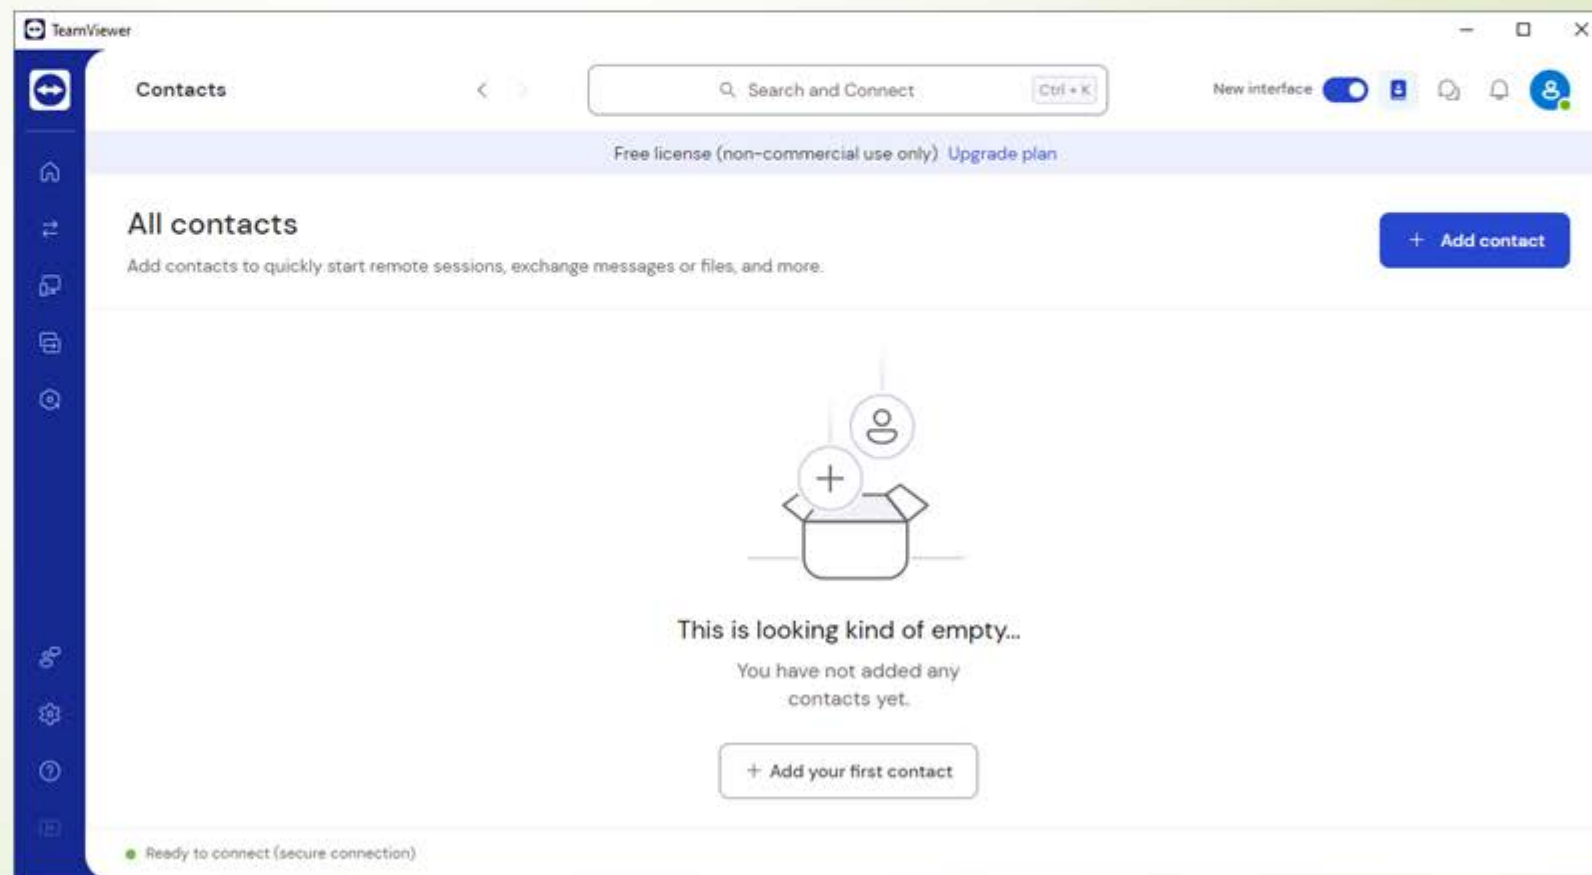 TeamViewer
Contacts
Search and Connect
Ctrl + K
New interface
Free license (non-commercial use only) Upgrade plan
All contacts
+ Add contact
Add contacts to quickly start remote sessions, exchange messages or files, and more.
This is looking kind of empty...
You have not added any
contacts yet.
+ Add your first contact
Ready to connect (secure connection)